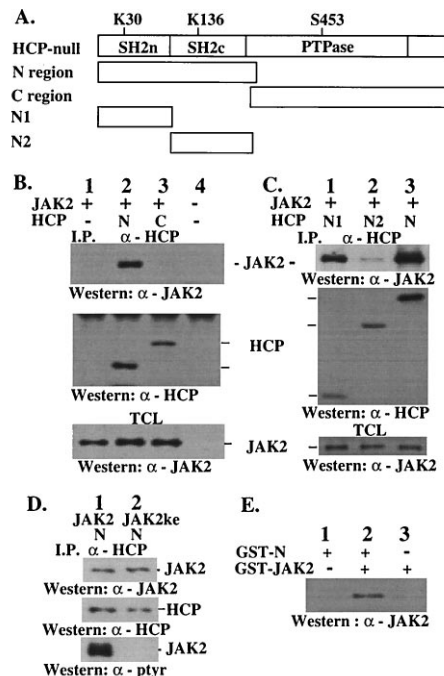 A.
K30 K136 S453
HCP-null SH2n SH2c PTPase
N region
C region
N1
N2
B. 1 2 3 4
JAK2 + + + -
HCP - N C -
I.P. α - HCP
- JAK2 -
Western: α - JAK2
HCP
Western: α - HCP
TCL
JAK2
Western: α - JAK2
C. 1 2 3
JAK2 + + +
HCP N1 N2 N
I.P. α - HCP
Western: α - JAK2
Western: α - HCP
TCL
Western: α - JAK2
D. 1 2
JAK2 JAK2ke
N N
I.P. α - HCP
-JAK2
Western: α - JAK2
-HCP
Western: α - HCP
-JAK2
Western: α - ptyr
E. 1 2 3
GST-N + + -
GST-JAK2 - + +
Western : α - JAK2